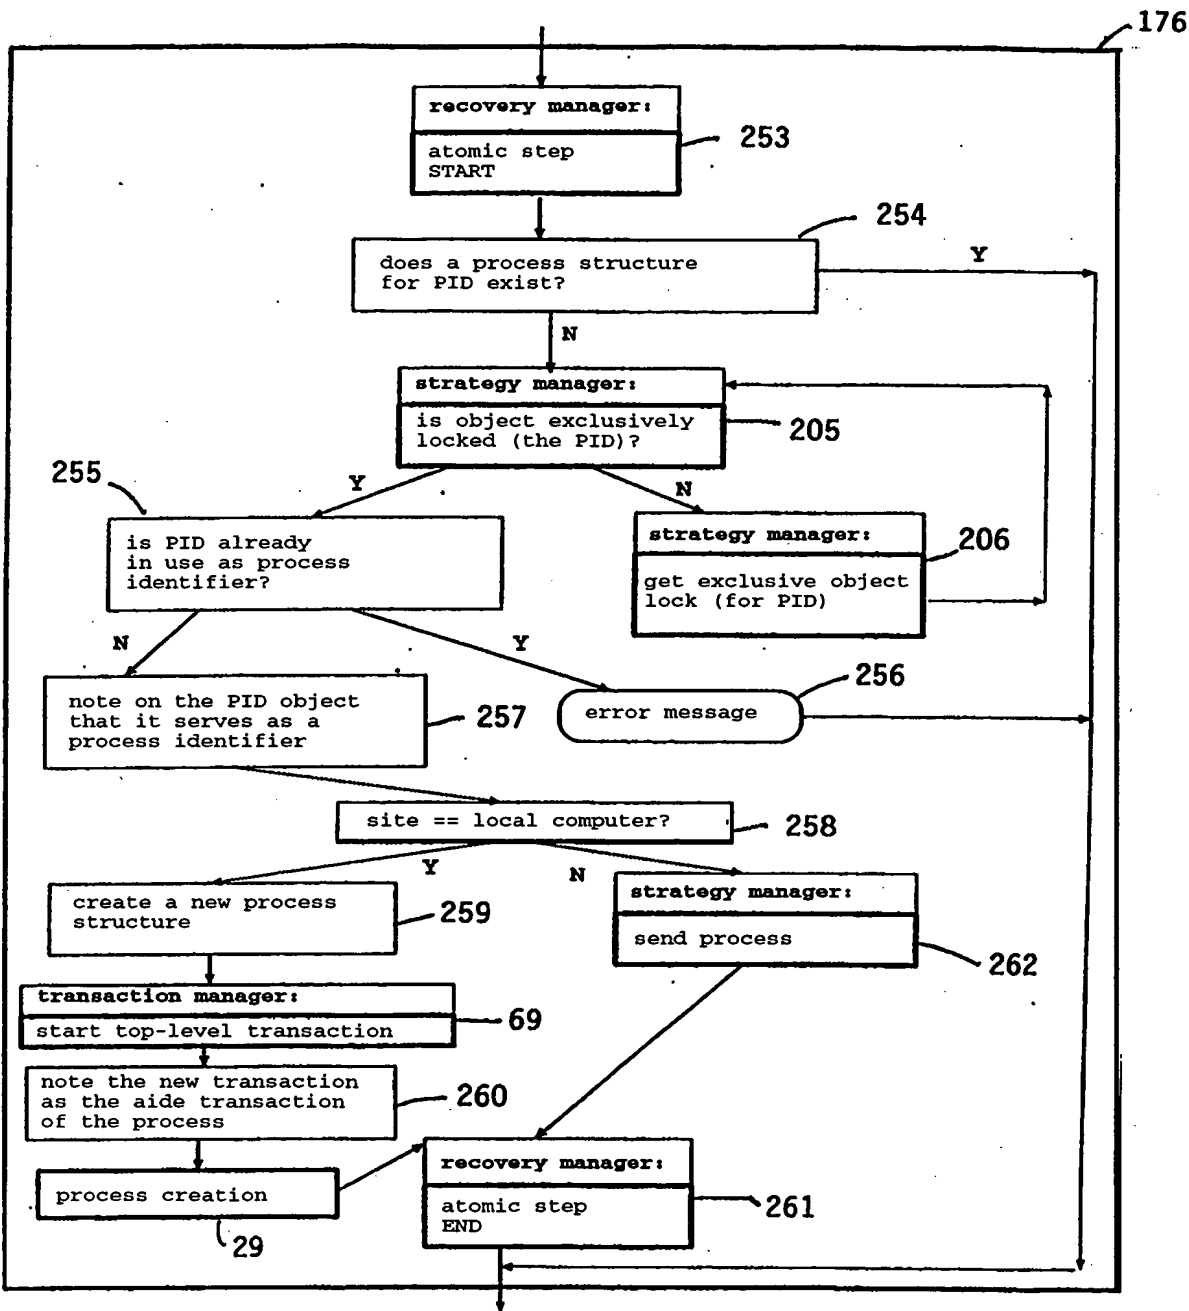 176
recovery manager:
253
atomic step
START
254
does a process structure
for PID exist?
Y
N
strategy manager:
is object exclusively
locked (the PID)?
205
255
Y
N
is PID already
in use as process
identifier?
strategy manager:
206
get exclusive object
lock (for PID)
N
Y
note on the PID object
that it serves as a
process identifier
257
256
error message
site == local computer?
258
Y
N
create a new process
structure
259
strategy manager:
send process
262
transaction manager:
start top-level transaction
69
note the new transaction
as the aide transaction
of the process
260
process creation
29
recovery manager:
atomic step
END
261